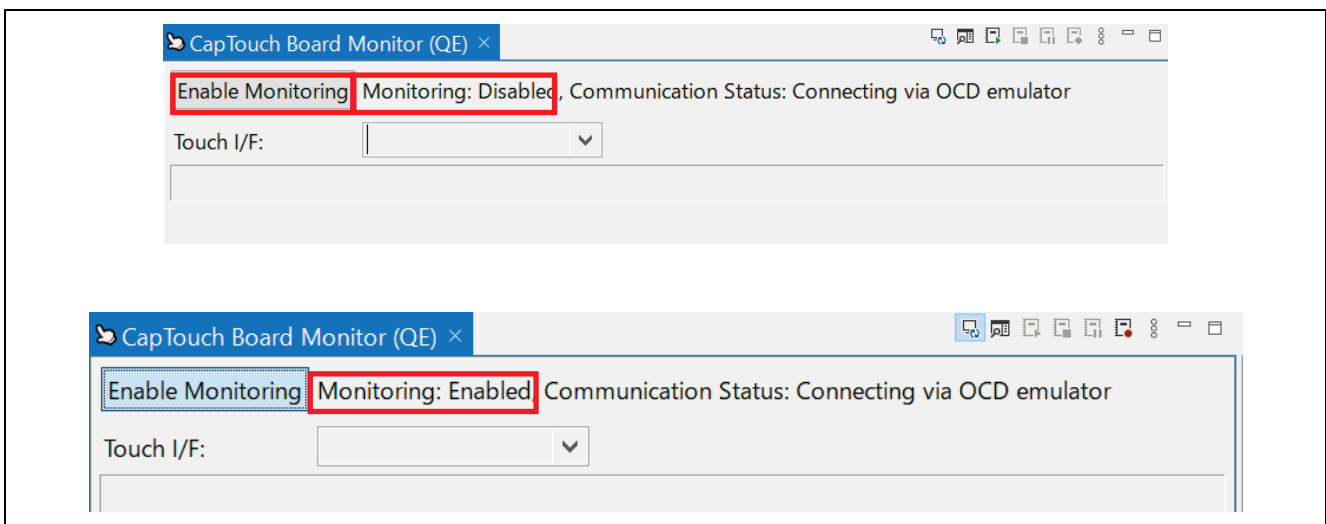 CapTouch Board Monitor (QE)
Enable Monitoring Monitoring: Disabled, Communication Status: Connecting via OCD emulator
Touch I/F:
CapTouch Board Monitor (QE)
Enable Monitoring Monitoring: Enabled, Communication Status: Connecting via OCD emulator
Touch I/F: